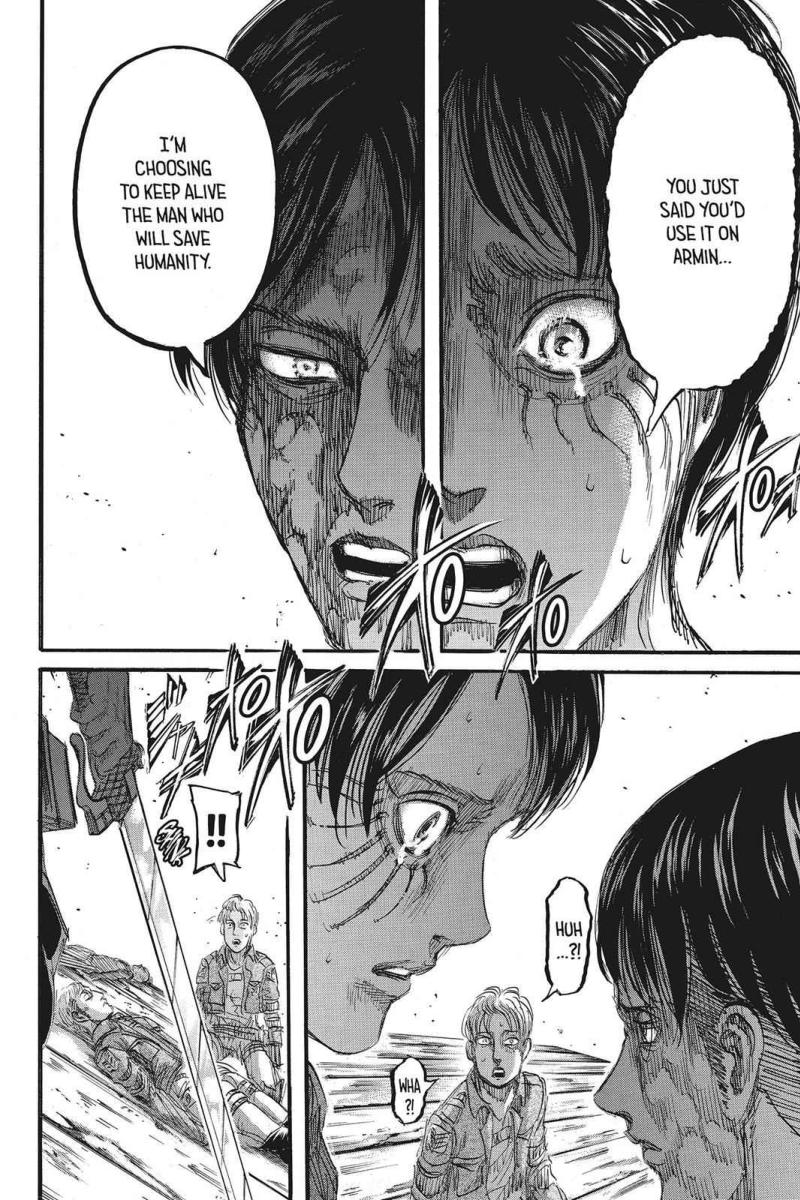 YOU JUST
SAID YOU'D
USE IT ON
ARMIN...
I'M
CHOOSING
TO KEEP ALIVE
THE MAN WHO
WILL SAVE
HUMANITY.
HUH
...?!
WHA
?!
!!